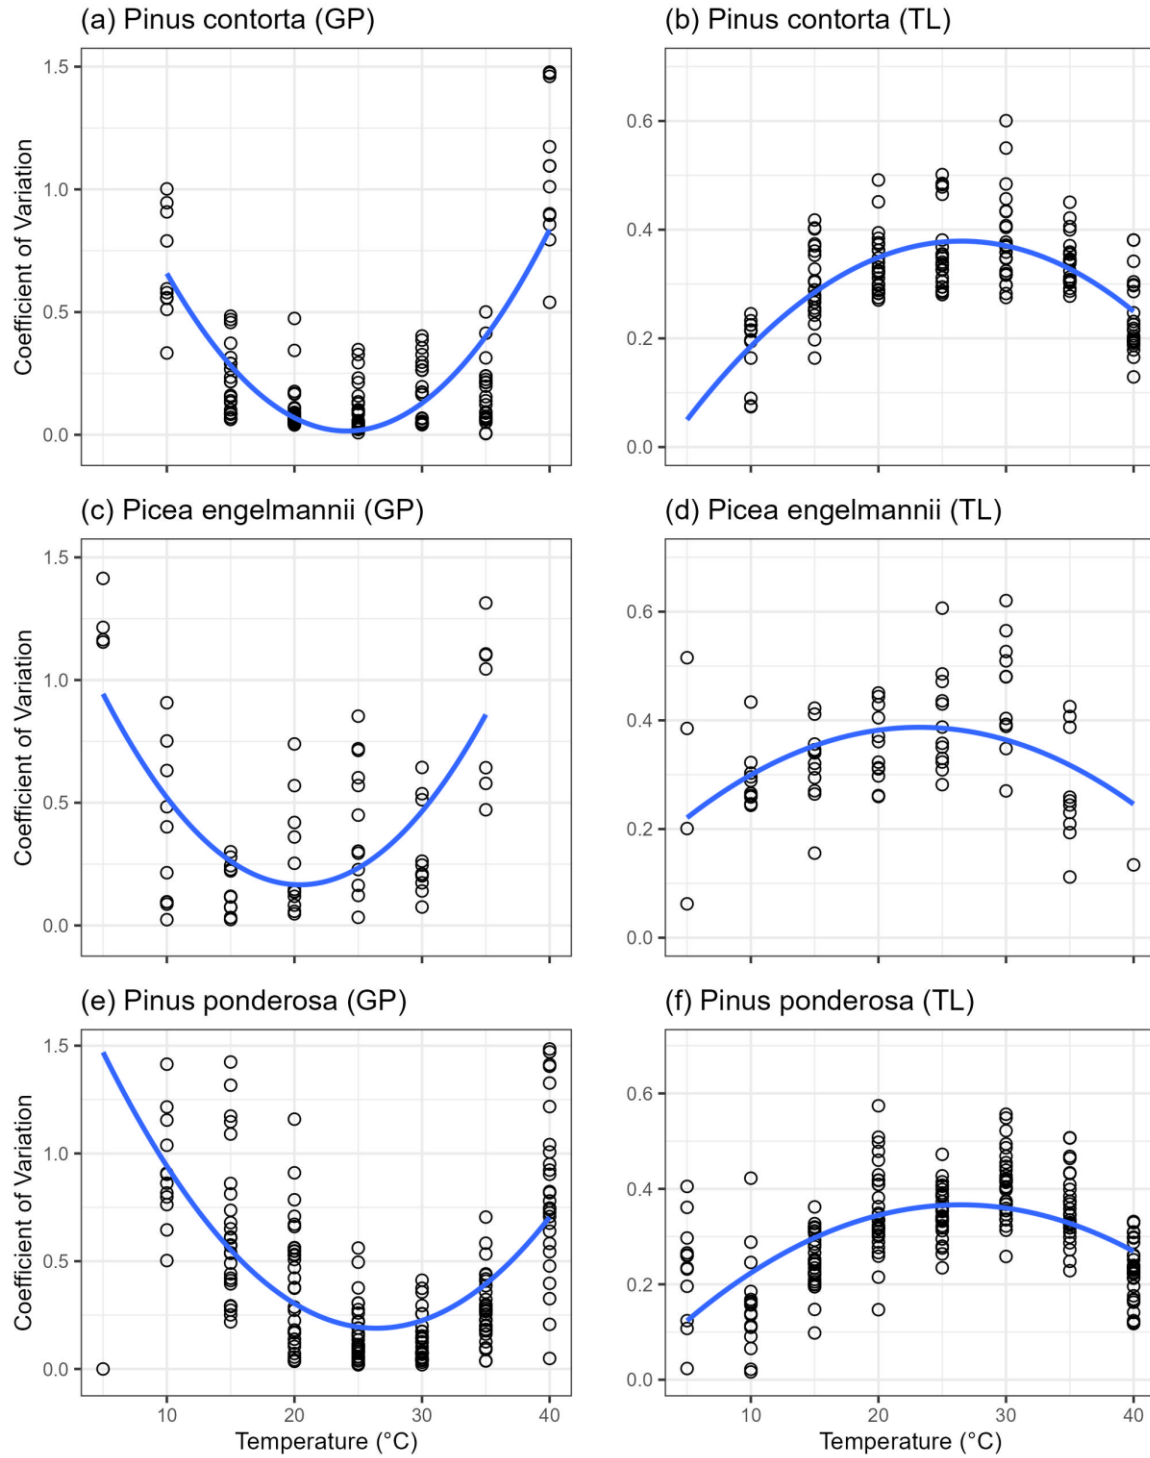 (a) Pinus contorta (GP)
(b) Pinus contorta (TL)
Coefficient of Variation
1.5
1.0
0.5
0.0
0.6
0.4
0.2
0.0
(c) Picea engelmannii (GP)
(d) Picea engelmannii (TL)
Coefficient of Variation
1.5
1.0
0.5
0.0
0.6
0.4
0.2
0.0
(e) Pinus ponderosa (GP)
(f) Pinus ponderosa (TL)
Coefficient of Variation
1.5
1.0
0.5
0.0
0.6
0.4
0.2
0.0
10 20 30 40
10 20 30 40
Temperature (°C)
Temperature (°C)